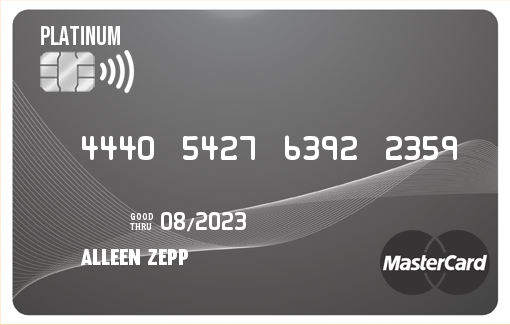 PLATINUM
4440 5427 6392 2359
GOOD
THRU 08/2023
ALLEEN ZEPP
MasterCard